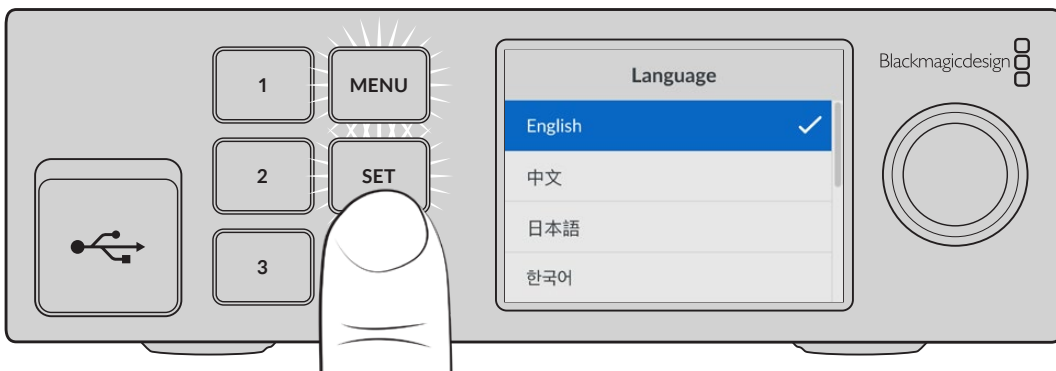 1
MENU
2
SET
3
Language
English
中文
日本語
한국어
Blackmagicdesign